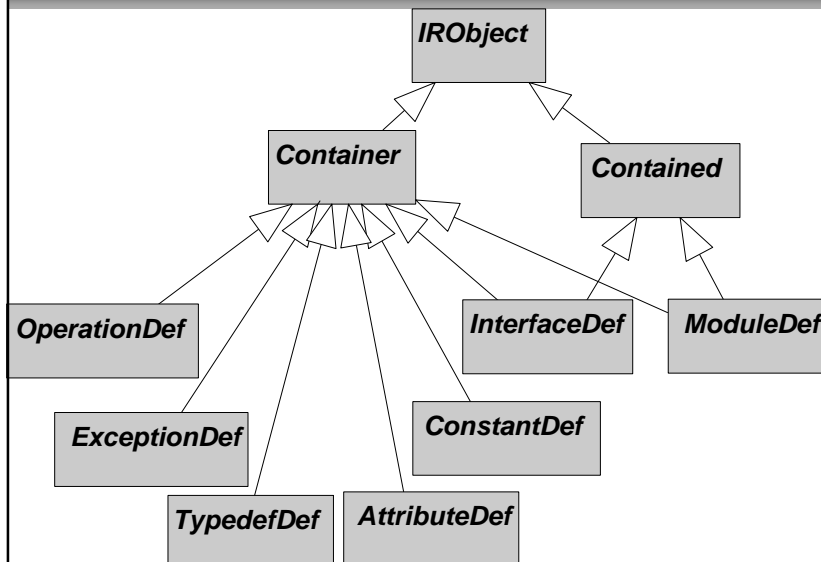 IRObject
Container
Contained
OperationDef
InterfaceDef
ModuleDef
ExceptionDef
ConstantDef
TypedefDef
AttributeDef